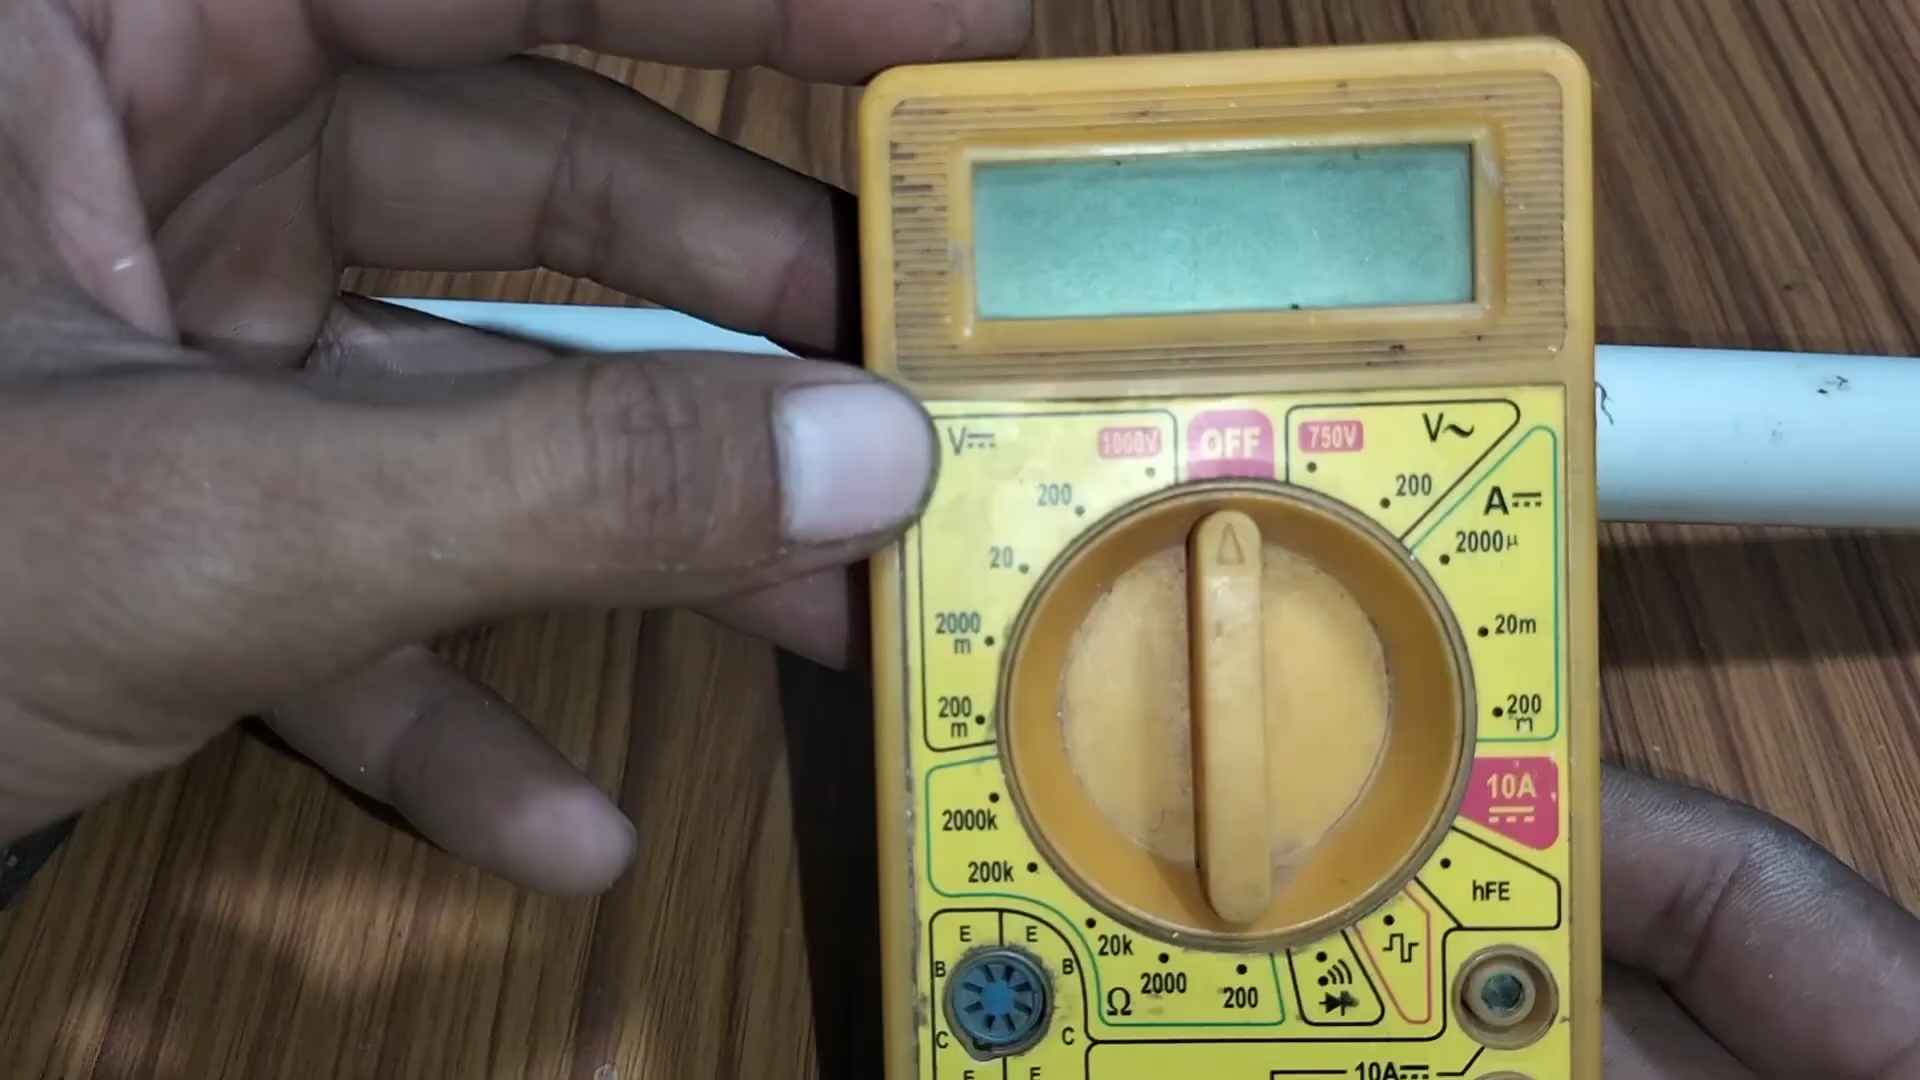 V 1000V OFF 750V V~
200 200 A
2000µ
20
2000
m 20m
200
m 200
m
10A
2000k
200k hFE
E E
B B 20k
Ω 2000 200
C C
E E 10A